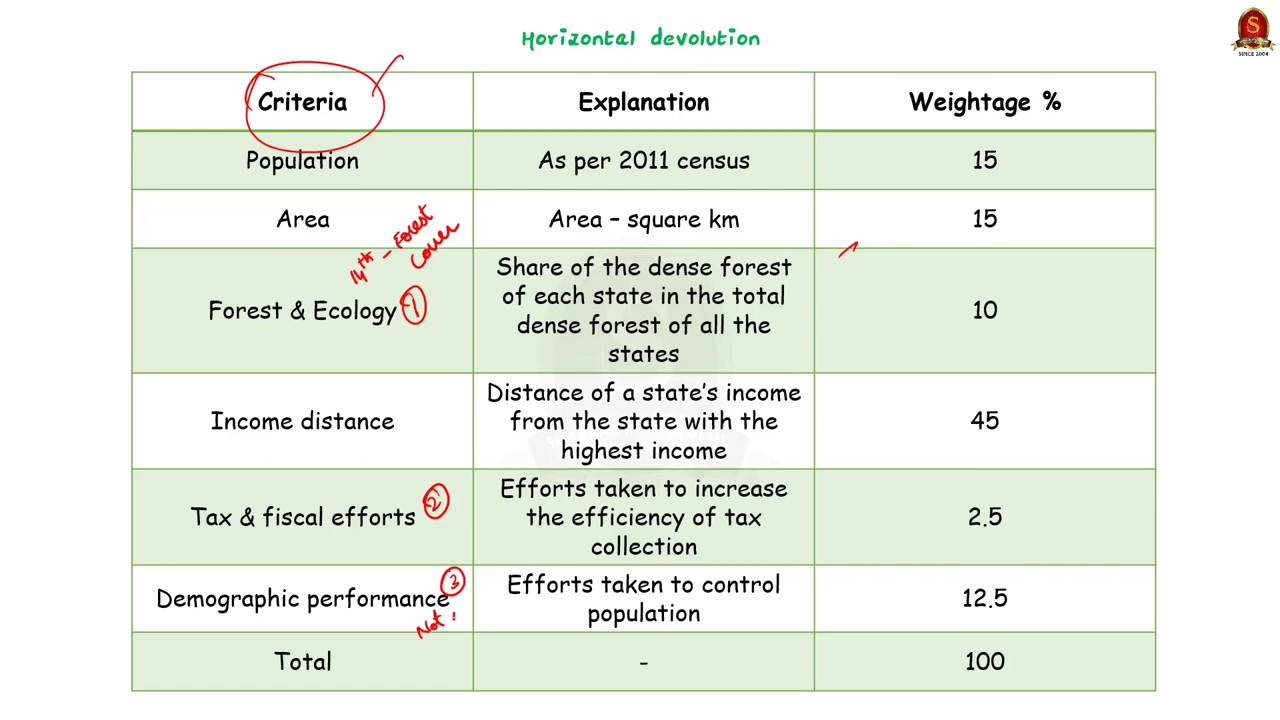 Horizontal devolution
S
SINCE 2004
Criteria
Explanation
Weightage %
Population
As per 2011 census
15
Area
Area – square km
15
14th - Forest
Cover
Forest & Ecology
1
Share of the dense forest
of each state in the total
dense forest of all the
states
10
Income distance
Distance of a state's income
from the state with the
highest income
45
Tax & fiscal efforts
2
Efforts taken to increase
the efficiency of tax
collection
2.5
Demographic performance
3
Not
Efforts taken to control
population
12.5
Total
-
100